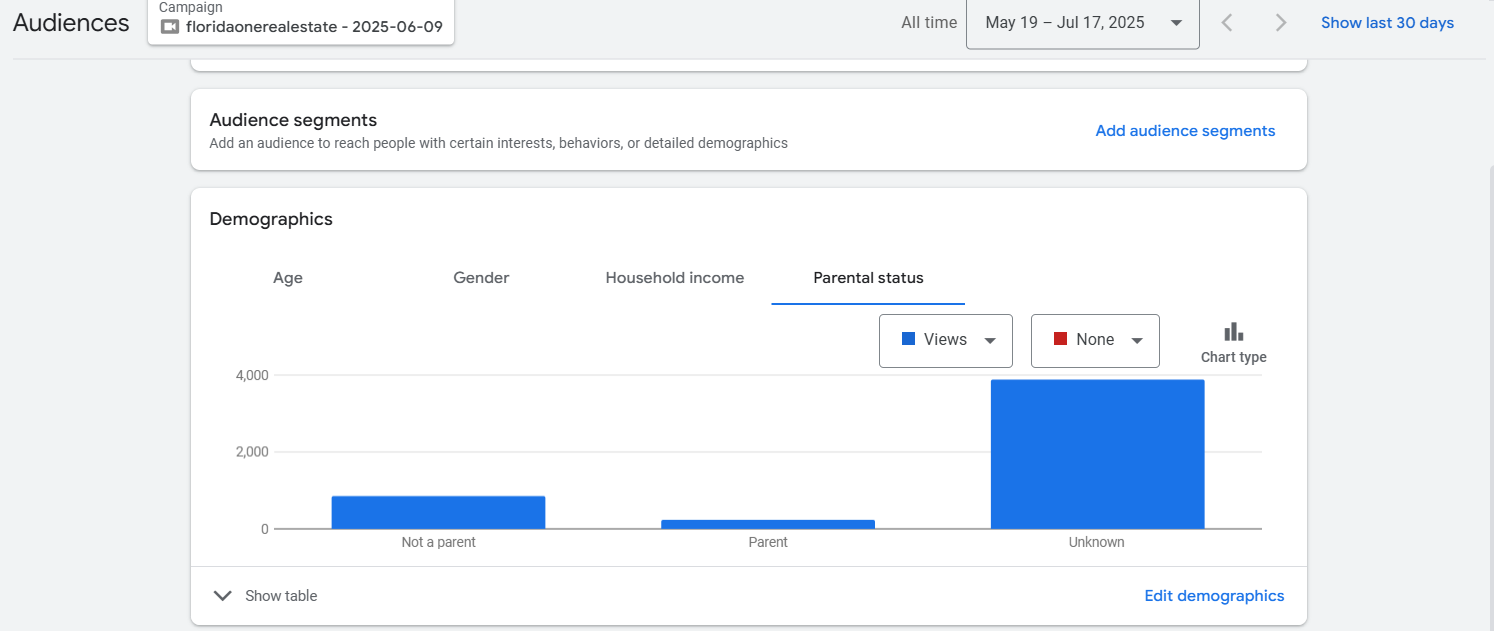 Audiences
Campaign
floridaonerealestate - 2025-06-09
All time
May 19 – Jul 17, 2025
Show last 30 days
Audience segments
Add an audience to reach people with certain interests, behaviors, or detailed demographics
Add audience segments
Demographics
Age
Gender
Household income
Parental status
Views
None
Chart type
4,000
2,000
0
Not a parent
Parent
Unknown
Show table
Edit demographics